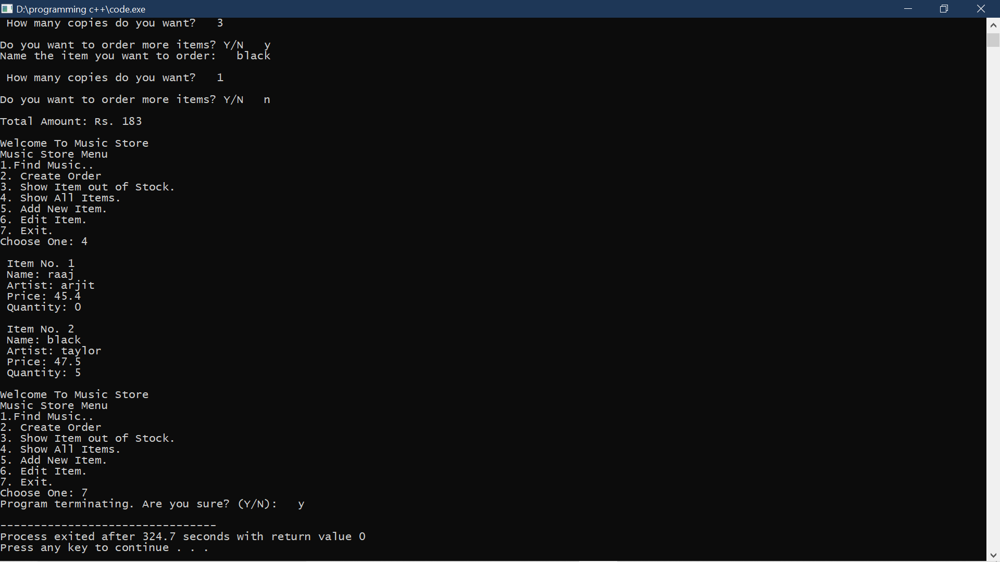 D:\programming c++\code.exe
How many copies do you want?   3
Do you want to order more items? Y/N   y
Name the item you want to order:   black
How many copies do you want?   1
Do you want to order more items? Y/N   n
Total Amount: Rs. 183
Welcome To Music Store
Music Store Menu
1.Find Music..
2. Create Order
3. Show Item out of Stock.
4. Show All Items.
5. Add New Item.
6. Edit Item.
7. Exit.
Choose One: 4
Item No. 1
Name: raaj
Artist: arjit
Price: 45.4
Quantity: 0
Item No. 2
Name: black
Artist: taylor
Price: 47.5
Quantity: 5
Welcome To Music Store
Music Store Menu
1.Find Music..
2. Create Order
3. Show Item out of Stock.
4. Show All Items.
5. Add New Item.
6. Edit Item.
7. Exit.
Choose One: 7
Program terminating. Are you sure? (Y/N):   y
--------------------------------
Process exited after 324.7 seconds with return value 0
Press any key to continue . . .